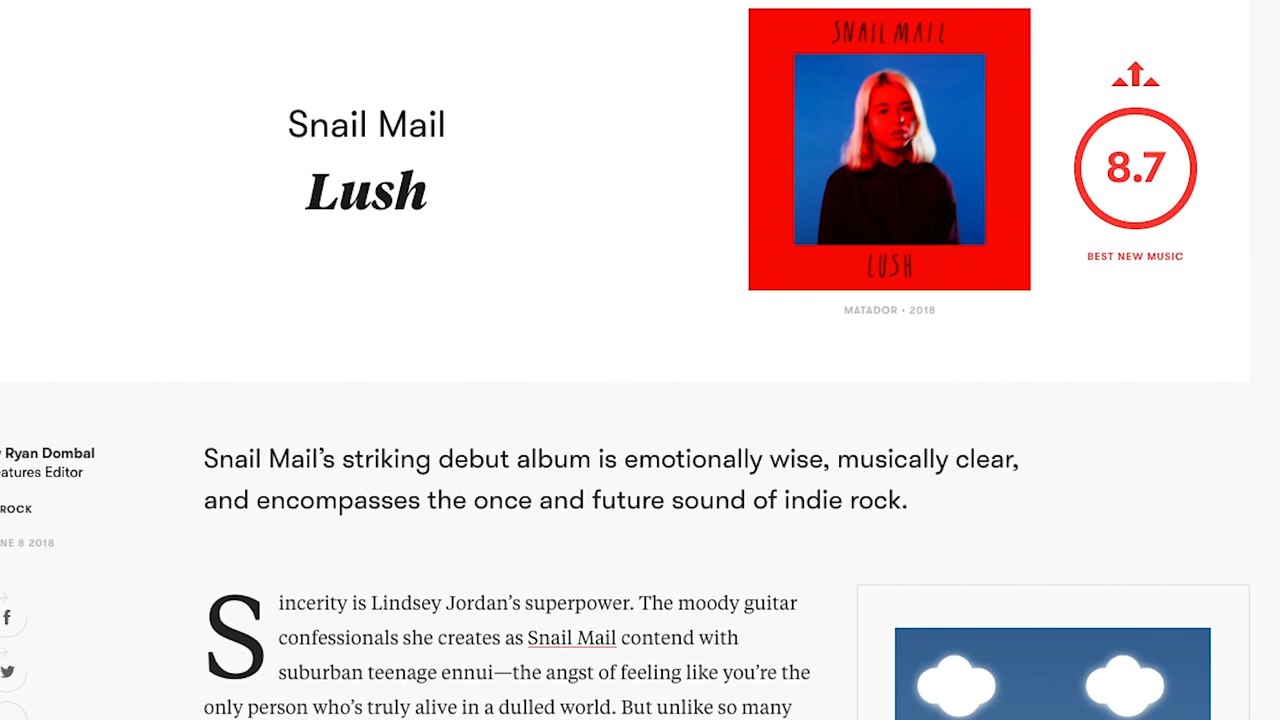 SNAIL MAIL
Snail Mail
Lush
8.7
BEST NEW MUSIC
LUSH
MATADOR • 2018
Ryan Dombal
Editor
ROCK
8 2018
Snail Mail’s striking debut album is emotionally wise, musically clear,
and encompasses the once and future sound of indie rock.
Sincerity is Lindsey Jordan’s superpower. The moody guitar
confessionals she creates as Snail Mail contend with
suburban teenage ennui—the angst of feeling like you’re the
only person who’s truly alive in a dulled world. But unlike so many